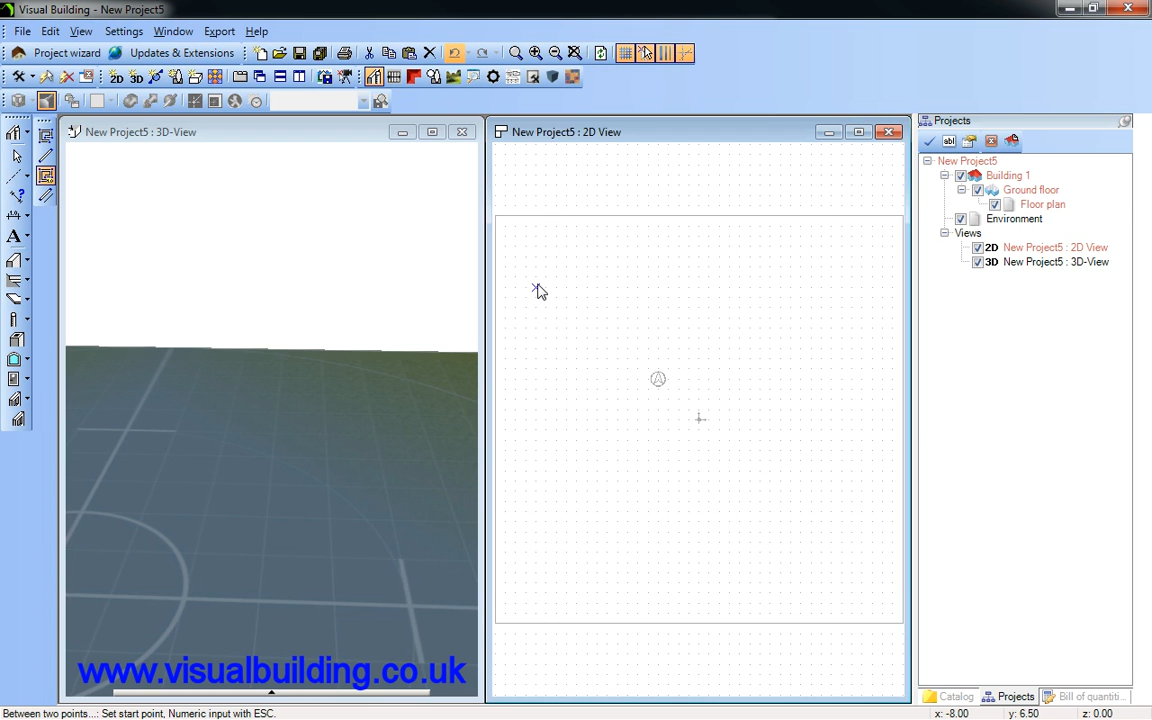 Visual Building - New Project5
File Edit View Settings Window Export Help
Project wizard Updates & Extensions
2D 3D
New Project5 : 3D-View
New Project5 : 2D View
Projects
abl
New Project5
Building 1
Ground floor
Floor plan
Environment
Views
2D New Project5 : 2D View
3D New Project5 : 3D-View
A
www.visualbuilding.co.uk
Catalog Projects Bill of quantiti...
Between two points...: Set start point, Numeric input with ESC. x: -8.00 y: 6.50 z: 0.00